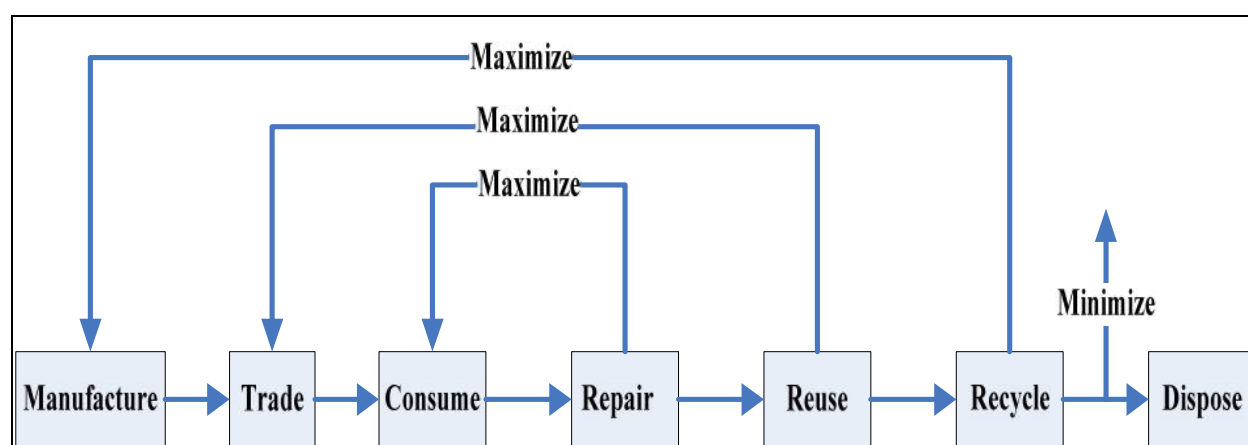 Maximize
Maximize
Maximize
Minimize
Manufacture Trade Consume Repair Reuse Recycle Dispose